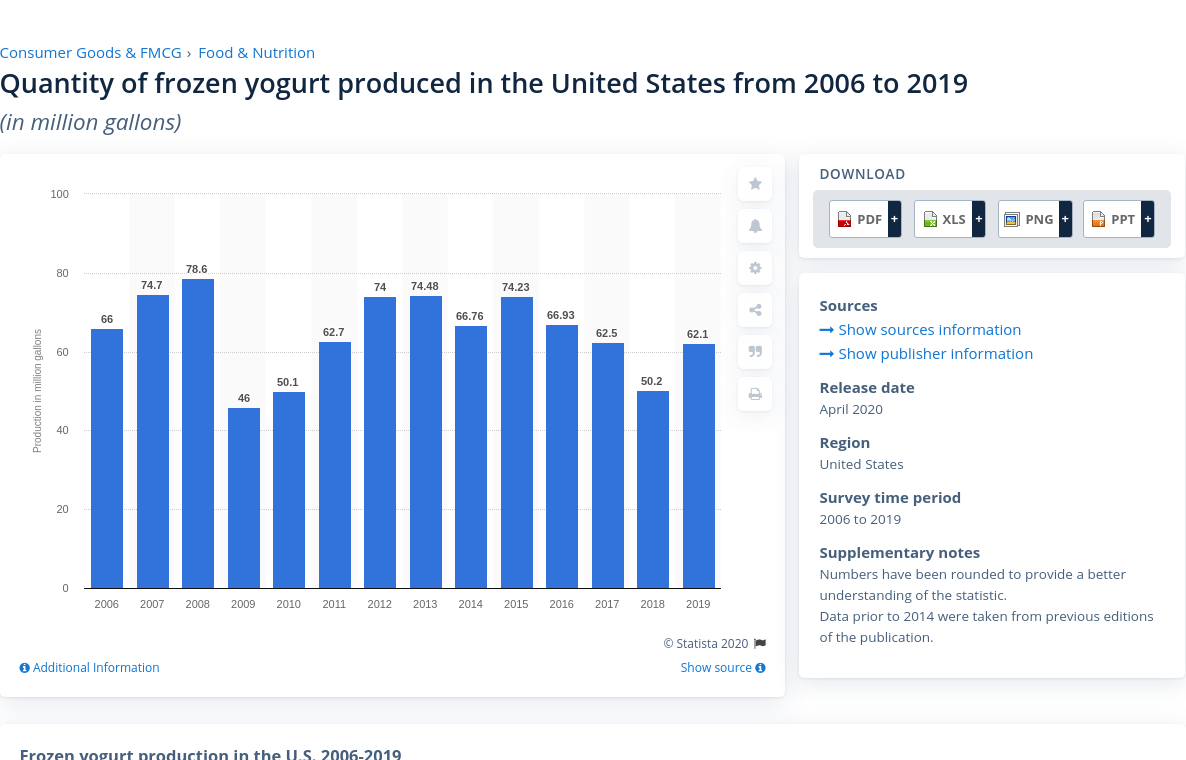 Consumer Goods & FMCG › Food & Nutrition
Quantity of frozen yogurt produced in the United States from 2006 to 2019
(in million gallons)
Production in million gallons
100
80
60
40
20
0
66
74.7
78.6
46
50.1
62.7
74
74.48
66.76
74.23
66.93
62.5
50.2
62.1
2006 2007 2008 2009 2010 2011 2012 2013 2014 2015 2016 2017 2018 2019
© Statista 2020
Additional Information
Show source
DOWNLOAD
PDF + XLS + PNG + PPT +
Sources
Show sources information
Show publisher information
Release date
April 2020
Region
United States
Survey time period
2006 to 2019
Supplementary notes
Numbers have been rounded to provide a better
understanding of the statistic.
Data prior to 2014 were taken from previous editions
of the publication.
Frozen yogurt production in the U.S. 2006-2019